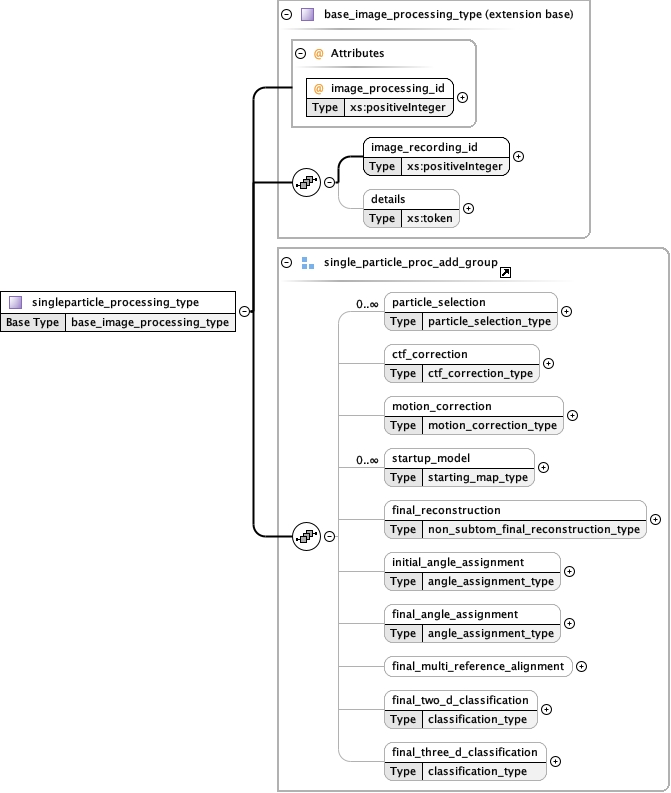 base_image_processing_type (extension base)
@ Attributes
@ image_processing_id
Type xs:positiveInteger
image_recording_id
Type xs:positiveInteger
details
Type xs:token
singleparticle_processing_type
Base Type base_image_processing_type
single_particle_proc_add_group
0..∞ particle_selection
Type particle_selection_type
ctf_correction
Type ctf_correction_type
motion_correction
Type motion_correction_type
0..∞ startup_model
Type starting_map_type
final_reconstruction
Type non_subtom_final_reconstruction_type
initial_angle_assignment
Type angle_assignment_type
final_angle_assignment
Type angle_assignment_type
final_multi_reference_alignment
final_two_d_classification
Type classification_type
final_three_d_classification
Type classification_type